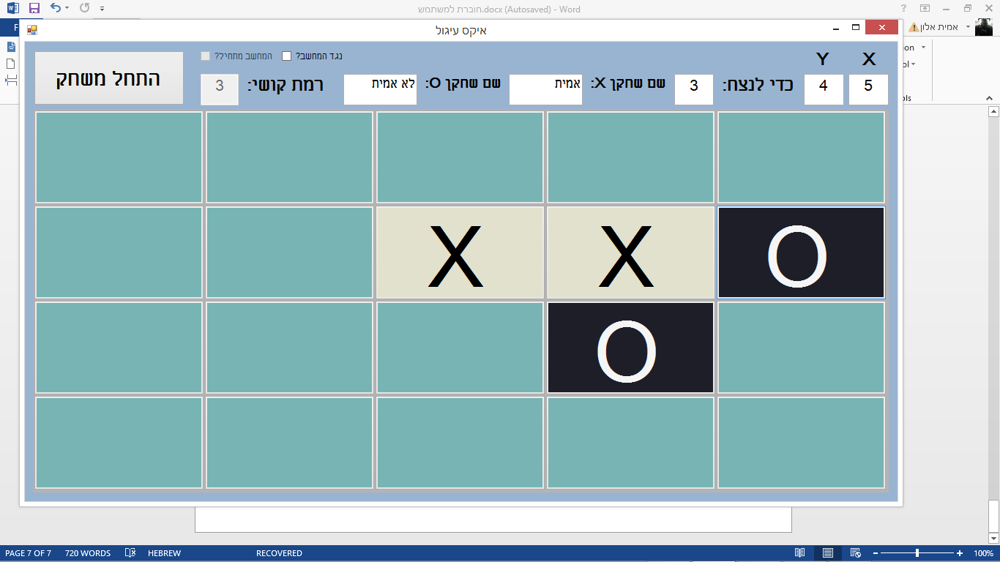 חוברת למשתמש.docx (Autosaved) - Word
איקס עיגול
אמית אלון
F
on
ol
ls
התחל משחק
המחשב מתחיל?
נגד המחשב?
Y
X
3
רמת קושי:
לא אמית
שם שחקן O:
אמית
שם שחקן X:
3
כדי לנצח:
4
5
X
X
O
O
PAGE 7 OF 7
720 WORDS
HEBREW
RECOVERED
100%